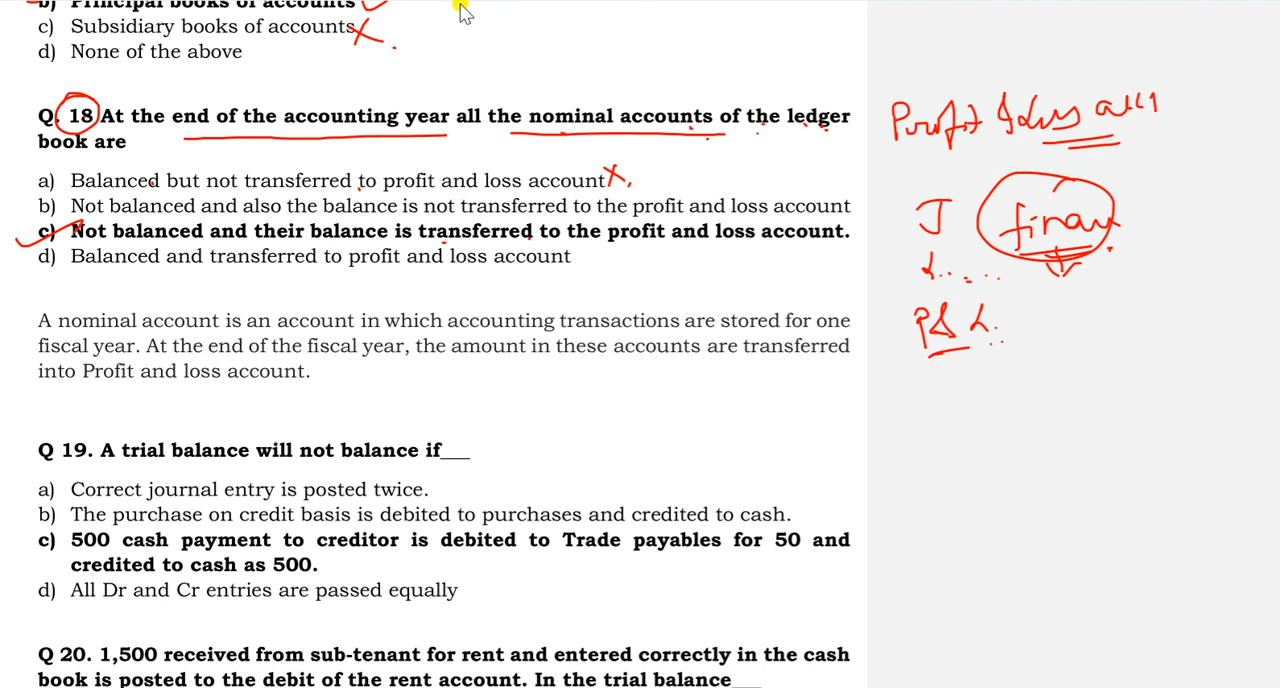 b) Principal books of accounts
c) Subsidiary books of accounts
d) None of the above
Q. 18 At the end of the accounting year all the nominal accounts of the ledger
book are
Profit & loss
a) Balanced but not transferred to profit and loss account
b) Not balanced and also the balance is not transferred to the profit and loss account
J
c) Not balanced and their balance is transferred to the profit and loss account.
d) Balanced and transferred to profit and loss account
L
A nominal account is an account in which accounting transactions are stored for one
P& L.
fiscal year. At the end of the fiscal year, the amount in these accounts are transferred
into Profit and loss account.
Q 19. A trial balance will not balance if___
a) Correct journal entry is posted twice.
b) The purchase on credit basis is debited to purchases and credited to cash.
c) 500 cash payment to creditor is debited to Trade payables for 50 and
credited to cash as 500.
d) All Dr and Cr entries are passed equally
Q 20. 1,500 received from sub-tenant for rent and entered correctly in the cash
book is posted to the debit of the rent account. In the trial balance__